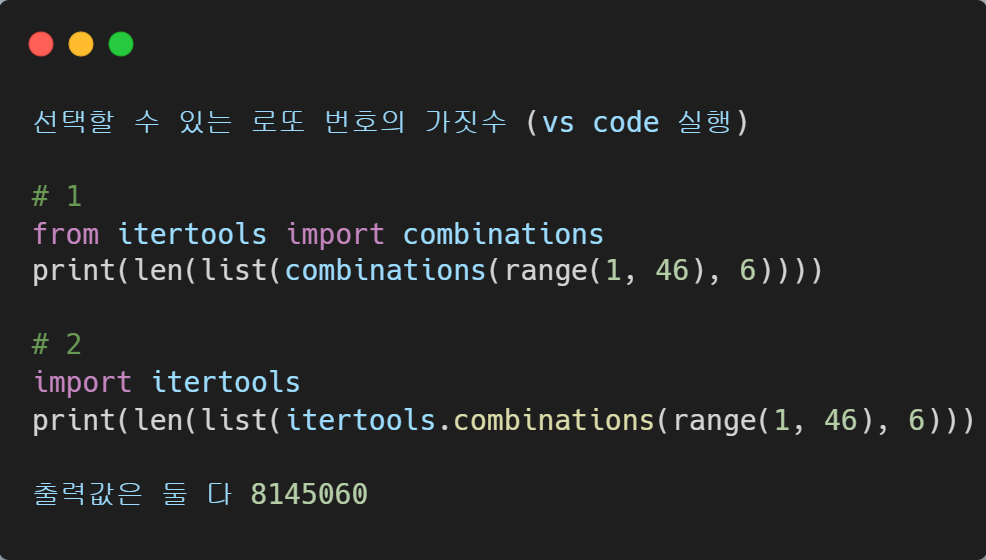 선택할 수 있는 로또 번호의 가짓수 (vs code 실행)
# 1
from itertools import combinations
print(len(list(combinations(range(1, 46), 6))))
# 2
import itertools
print(len(list(itertools.combinations(range(1, 46), 6)))
출력값은 둘 다 8145060